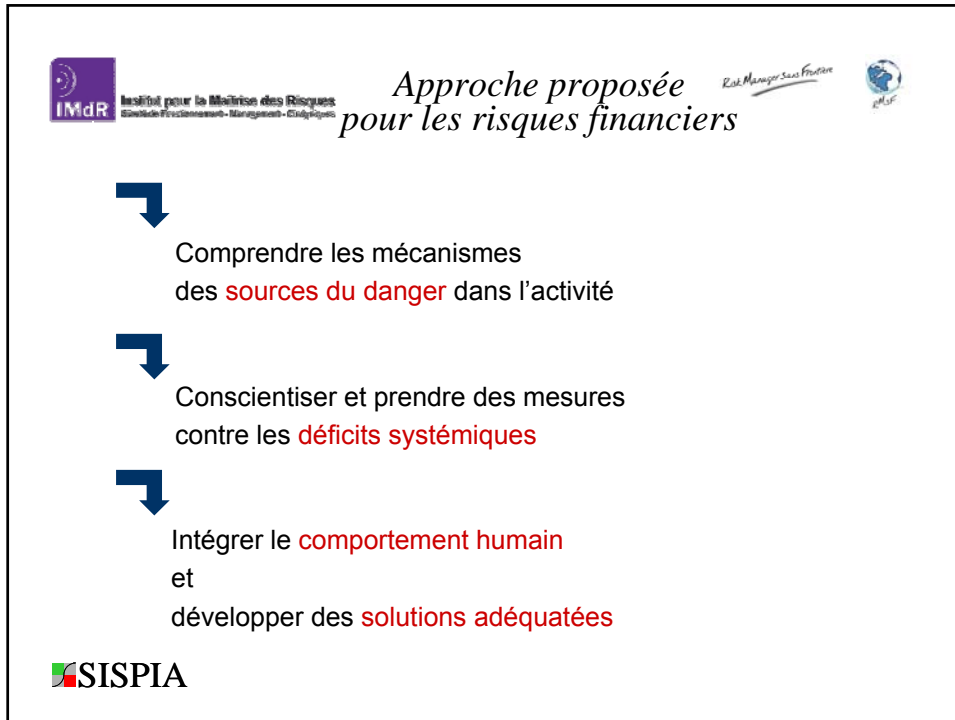 IMdR
Institut pour la Maîtrise des Risques
Approche proposée
pour les risques financiers
Risk Manager Sans Frontière
RMSF
Comprendre les mécanismes
des sources du danger dans l’activité
Conscientiser et prendre des mesures
contre les déficits systémiques
Intégrer le comportement humain
et
développer des solutions adéquatées
SISPIA